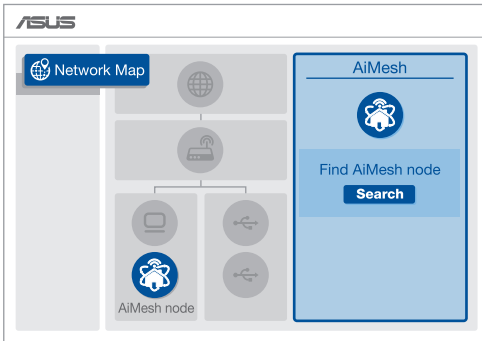 ASUS
Network Map
AiMesh
Find AiMesh node
Search
AiMesh node